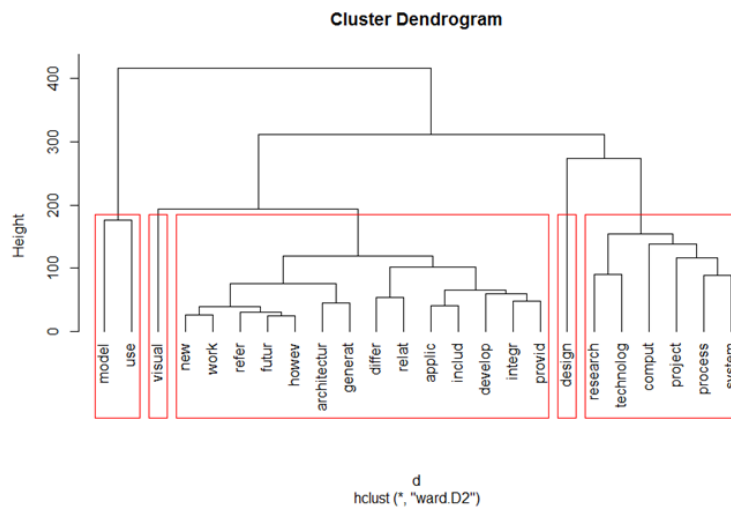 Cluster Dendrogram
400
300
200
100
0
Height
model
use
visual
new
work
refer
futur
howev
architectur
generat
differ
relat
applic
includ
develop
integr
provid
design
research
technolog
comput
project
process
system
d
hclust (*, "ward.D2")